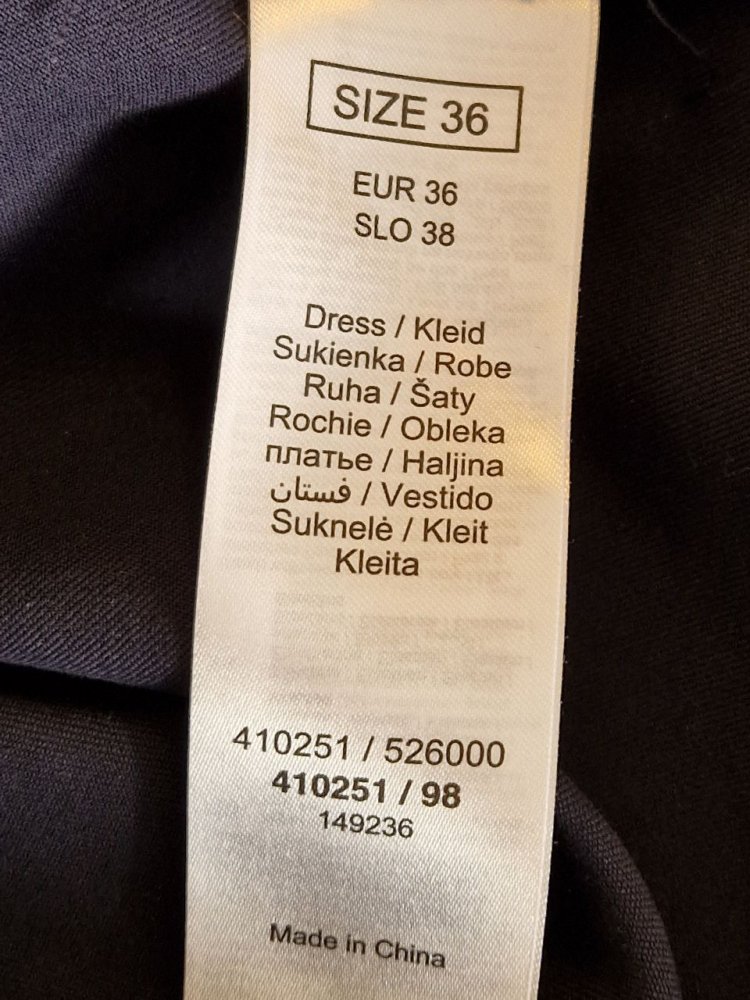 SIZE 36
EUR 36
SLO 38
Dress / Kleid
Sukienka / Robe
Ruha / Šaty
Rochie / Obleka
платье / Haljina
فستان / Vestido
Suknelė / Kleit
Kleita
410251 / 526000
410251 / 98
149236
Made in China